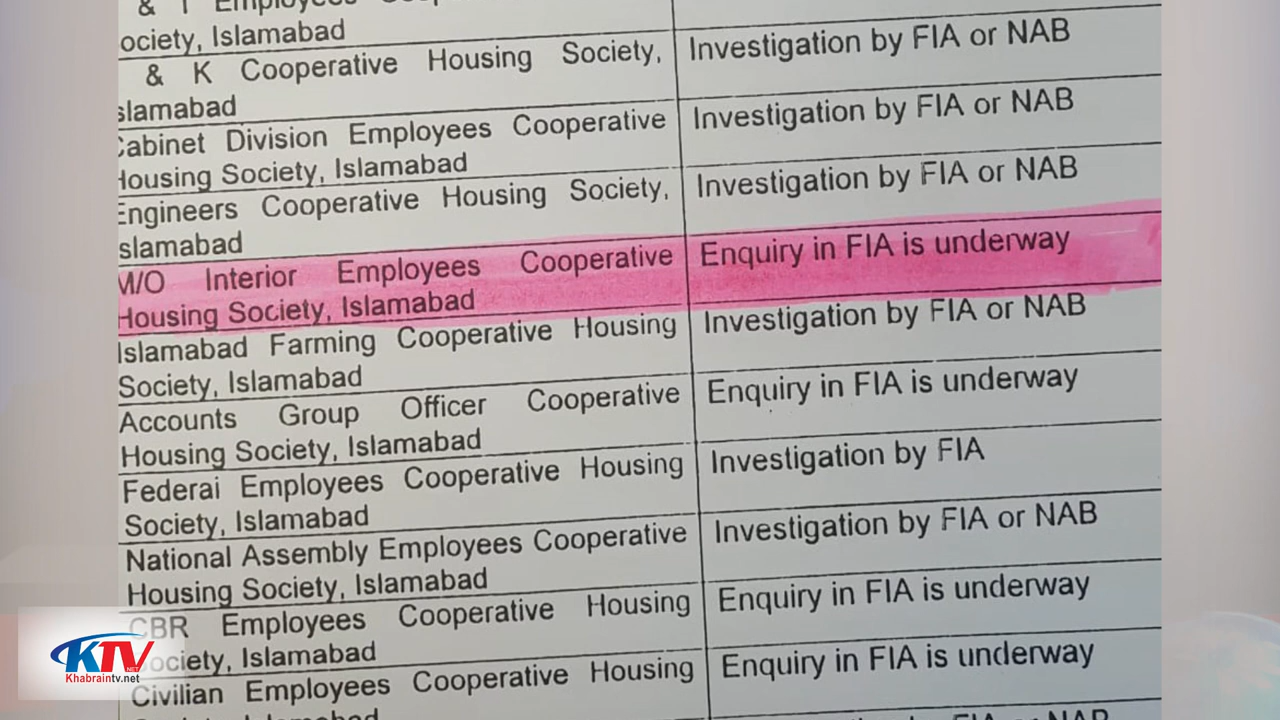 & T Employees
ociety, Islamabad
& K Cooperative Housing Society, Investigation by FIA or NAB
slamabad
Cabinet Division Employees Cooperative Investigation by FIA or NAB
Housing Society, Islamabad
Engineers Cooperative Housing Society, Investigation by FIA or NAB
slamabad
M/O Interior Employees Cooperative Enquiry in FIA is underway
Housing Society, Islamabad
Islamabad Farming Cooperative Housing Investigation by FIA or NAB
Society, Islamabad
Accounts Group Officer Cooperative Enquiry in FIA is underway
Housing Society, Islamabad
Federai Employees Cooperative Housing Investigation by FIA
Society, Islamabad
National Assembly Employees Cooperative Investigation by FIA or NAB
Housing Society, Islamabad
CBR Employees Cooperative Housing Enquiry in FIA is underway
ociety, Islamabad
Civilian Employees Cooperative Housing Enquiry in FIA is underway
KTV
.NET
Khabraintv.net